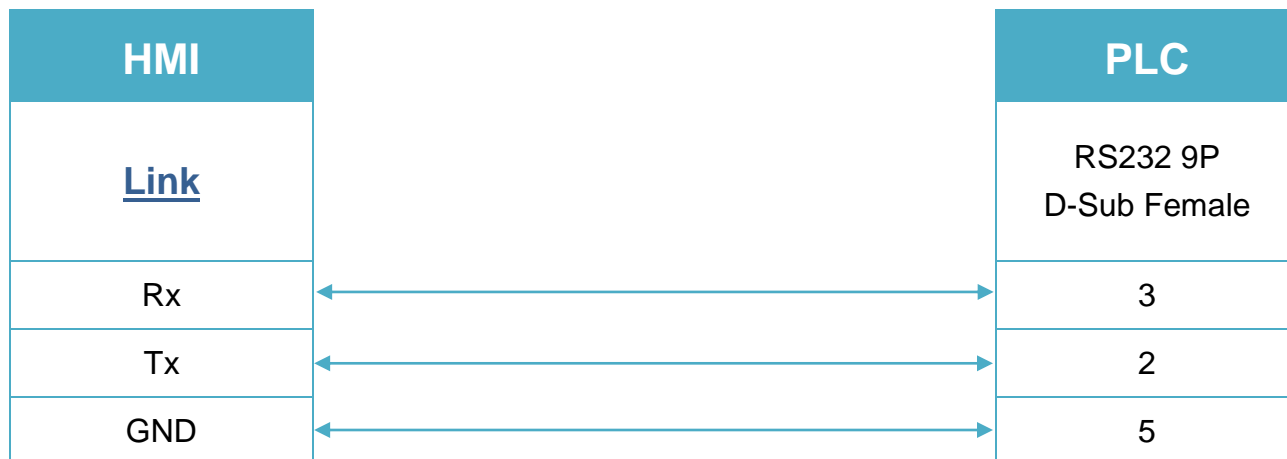 HMI
PLC
Link
RS232 9P
D-Sub Female
Rx
3
Tx
2
GND
5